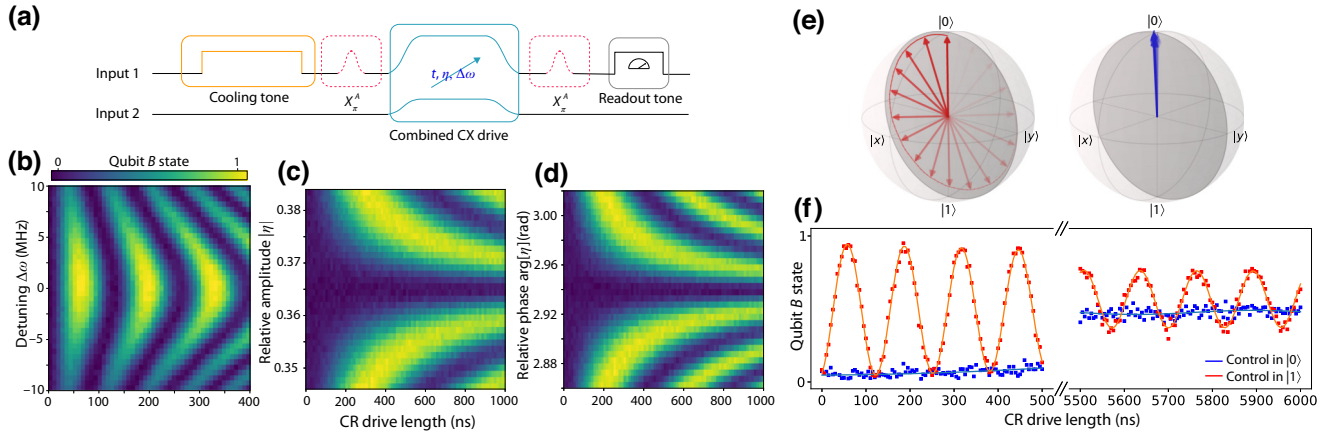 (a)
Input 1
Input 2
Cooling tone
X_π^A
t, η, Δω
Combined CX drive
X_π^A
Readout tone
(b)
0 Qubit B state 1
Detuning Δω (MHz)
10
5
0
−5
−10
0 200 400
(c)
Relative amplitude |η|
0.38
0.37
0.36
0.35
0 200 400 600 800 1000
CR drive length (ns)
(d)
Relative phase arg[η](rad)
3.00
2.96
2.92
2.88
0 200 400 600 800 1000
(e)
|0⟩
|x⟩
|y⟩
|1⟩
|0⟩
|x⟩
|y⟩
|1⟩
(f)
Qubit B state
1
0
0 100 200 300 400 500
5500 5600 5700 5800 5900 6000
CR drive length (ns)
Control in |0⟩
Control in |1⟩